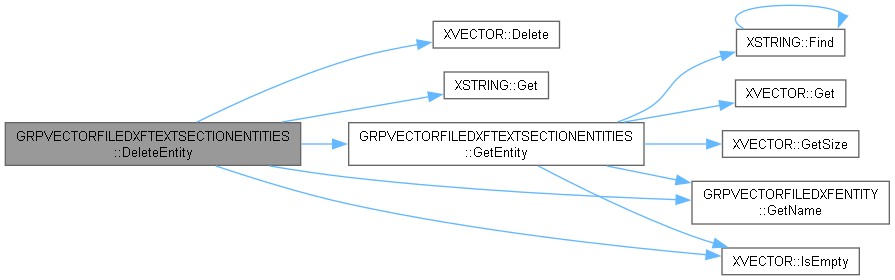 GRPVECTORFILEDXFTEXTSECTIONENTITIES
::DeleteEntity
XVECTOR::Delete
XSTRING::Get
GRPVECTORFILEDXFTEXTSECTIONENTITIES
::GetEntity
XSTRING::Find
XVECTOR::Get
XVECTOR::GetSize
GRPVECTORFILEDXFENTITY
::GetName
XVECTOR::IsEmpty